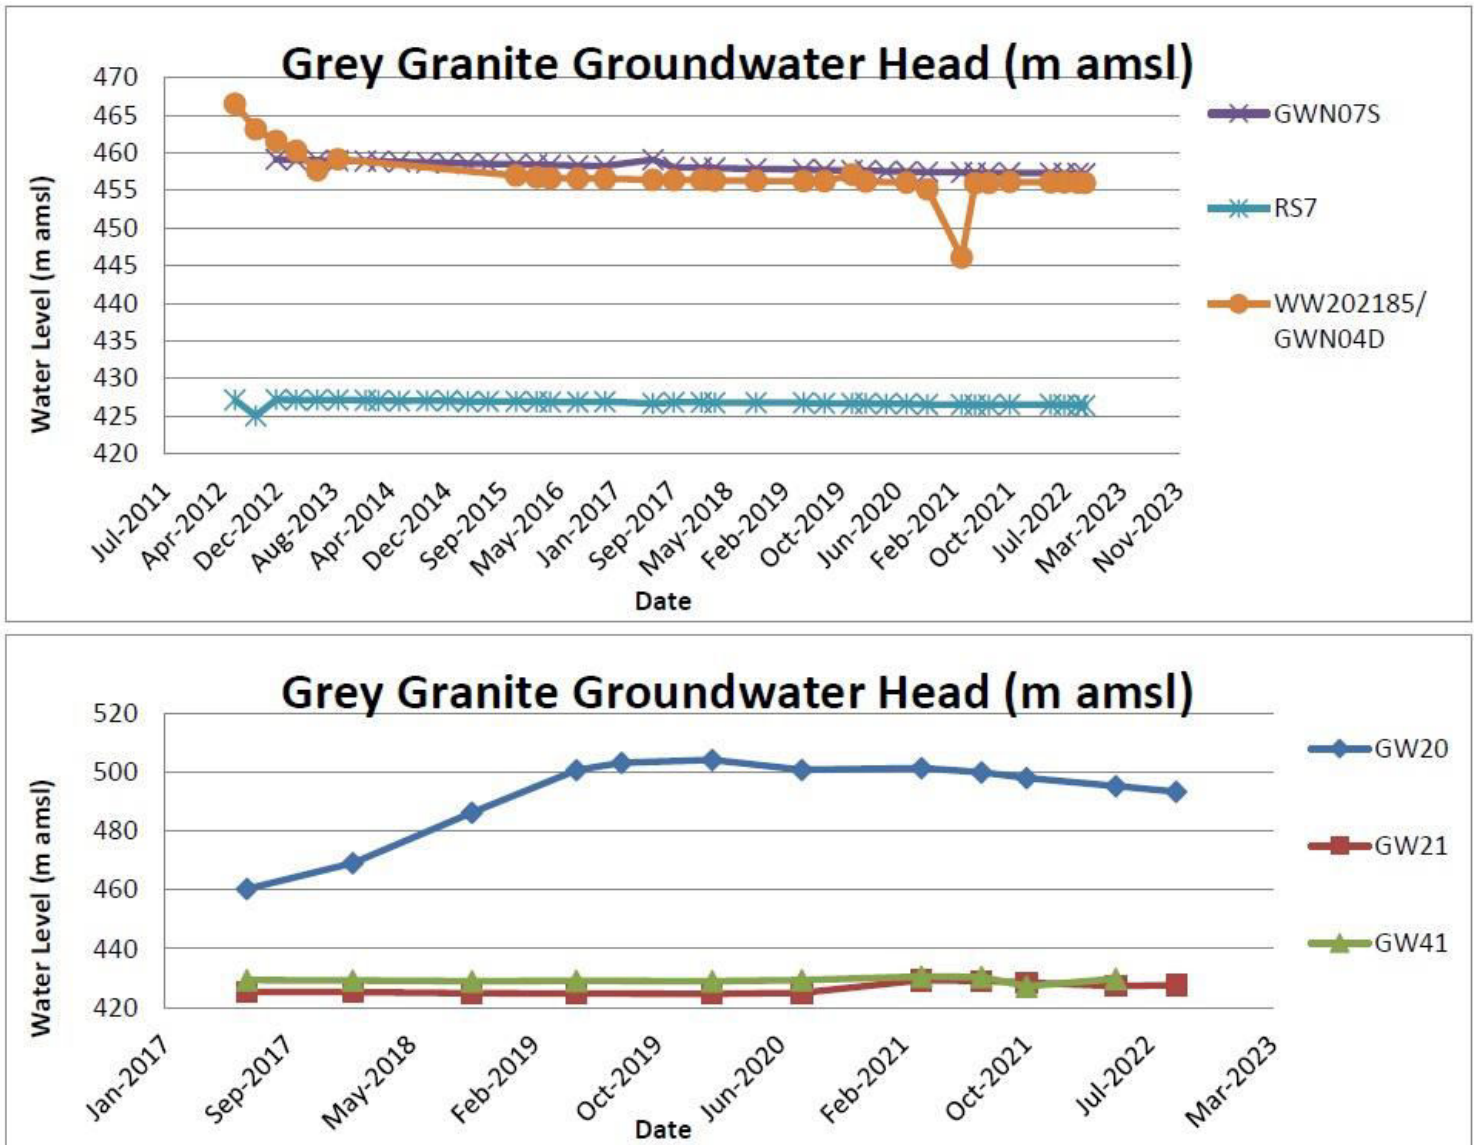 Grey Granite Groundwater Head (m amsl)
470
465
460
455
450
445
440
435
430
425
420
Water Level (m amsl)
Jul-2011
Apr-2012
Dec-2012
Aug-2013
Apr-2014
Dec-2014
Sep-2015
May-2016
Jan-2017
Sep-2017
May-2018
Feb-2019
Oct-2019
Jun-2020
Feb-2021
Oct-2021
Jul-2022
Mar-2023
Nov-2023
Date
GWN07S
RS7
WW202185/
GWN04D
Grey Granite Groundwater Head (m amsl)
520
500
480
460
440
420
Water Level (m amsl)
Jan-2017
Sep-2017
May-2018
Feb-2019
Oct-2019
Jun-2020
Feb-2021
Oct-2021
Jul-2022
Mar-2023
Date
GW20
GW21
GW41